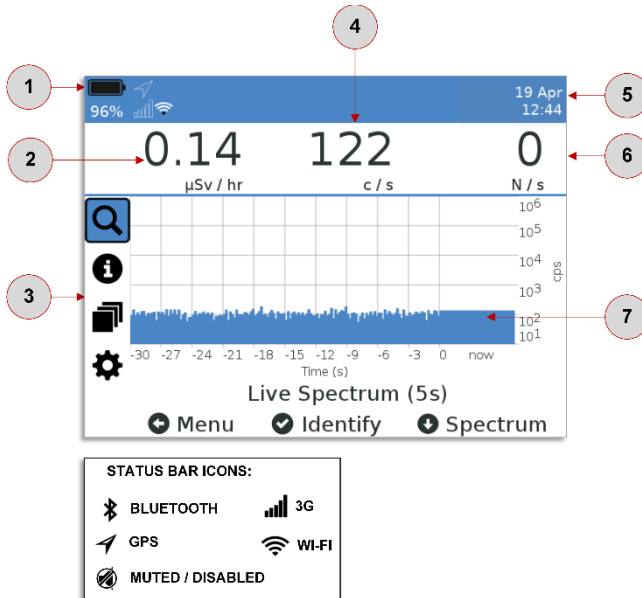 4
1
5
19 Apr
96%
12:44
2
0.14
122
0
6
µSv / hr
c / s
N / s
10⁶
10⁵
10⁴
cps
3
10³
7
10²
10¹
-30 -27 -24 -21 -18 -15 -12 -9 -6 -3 0 now
Time (s)
Live Spectrum (5s)
Menu Identify Spectrum
STATUS BAR ICONS:
BLUETOOTH
3G
GPS
WI-FI
MUTED / DISABLED